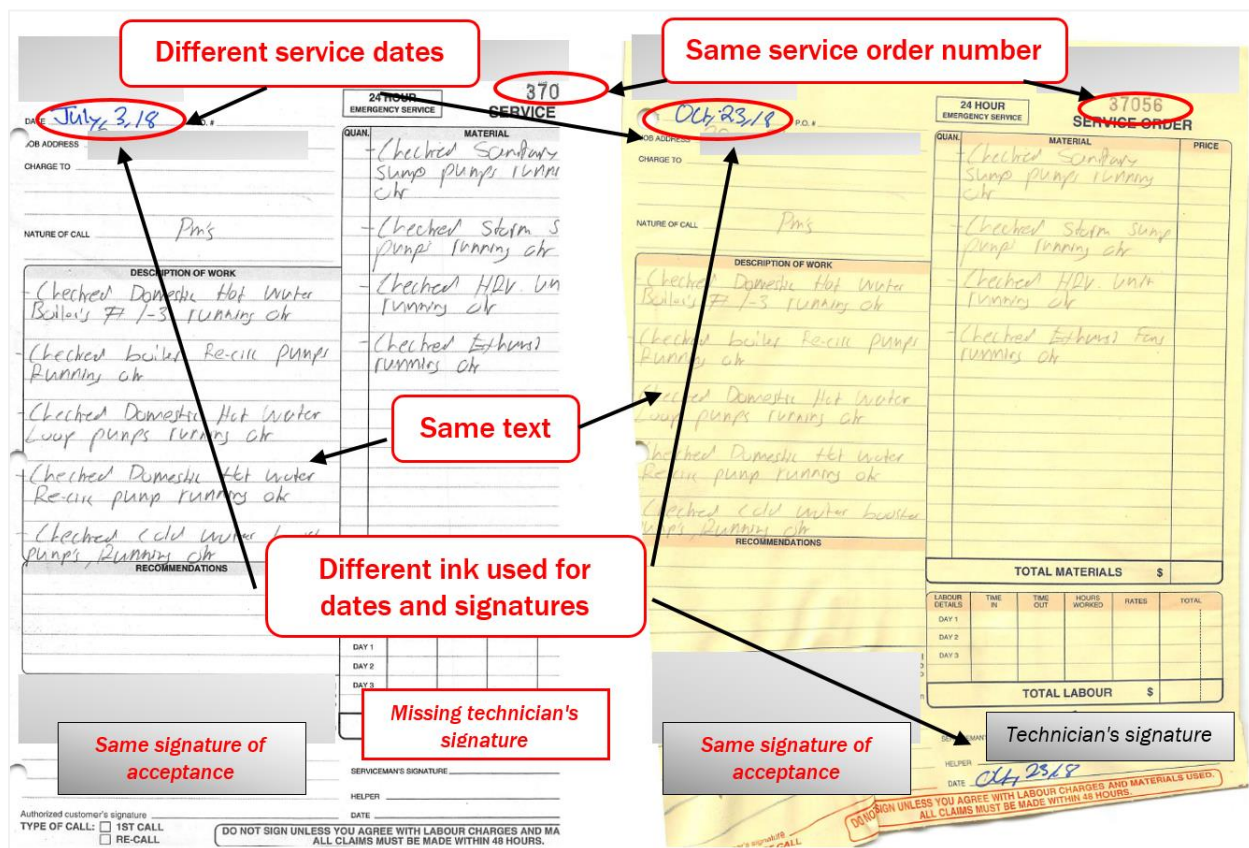 Different service dates
Same service order number
24 HOUR
EMERGENCY SERVICE
370
SERVICE
DATE July, 3, 18 P.O. #
JOB ADDRESS
CHARGE TO
NATURE OF CALL Pm's
DESCRIPTION OF WORK
- Checked Domestic Hot Water
Boiler's # 1-3 running ok
- Checked boiler Re-circ pumps
Running ok
- Checked Domestic Hot Water
Loop pumps running ok
- Checked Domestic Hot Water
Re-circ pump running ok
- Checked Cold water
pump's, Running ok
RECOMMENDATIONS
QUAN. MATERIAL
- Checked Sanitary
Sump pumps runni
ok
- Checked Storm S
pump's running ok
- Checked HRV. un
running ok
- Checked Exhaust
running ok
DAY 1
DAY 2
DAY 3
Missing technician's
signature
Same signature of
acceptance
SERVICEMAN'S SIGNATURE
HELPER
DATE
Authorized customer's signature
TYPE OF CALL: 1ST CALL
RE-CALL
DO NOT SIGN UNLESS YOU AGREE WITH LABOUR CHARGES AND MA
ALL CLAIMS MUST BE MADE WITHIN 48 HOURS.
Same text
Different ink used for
dates and signatures
24 HOUR
EMERGENCY SERVICE
37056
SERVICE ORDER
Oct, 23, 18 P.O. #
JOB ADDRESS
CHARGE TO
NATURE OF CALL Pm's
DESCRIPTION OF WORK
- Checked Domestic Hot Water
Boiler's # 1-3 running ok
- Checked boiler Re-circ pumps
Running ok
Checked Domestic Hot Water
Loop pumps running ok
Checked Domestic Hot Water
Re-circ pump running ok
Checked Cold water booster
pump's, Running ok
RECOMMENDATIONS
QUAN. MATERIAL PRICE
- Checked Sanitary
Sump pumps running
ok
- Checked Storm Sump
pump's running ok
- Checked HRV. unit
running ok
- Checked Exhaust Fans
running ok
TOTAL MATERIALS $
LABOUR DETAILS TIME IN TIME OUT HOURS WORKED RATES TOTAL
DAY 1
DAY 2
DAY 3
TOTAL LABOUR $
Same signature of
acceptance
Technician's signature
HELPER
DATE Oct, 23, 18
DO NOT SIGN UNLESS YOU AGREE WITH LABOUR CHARGES AND MATERIALS USED.
ALL CLAIMS MUST BE MADE WITHIN 48 HOURS.